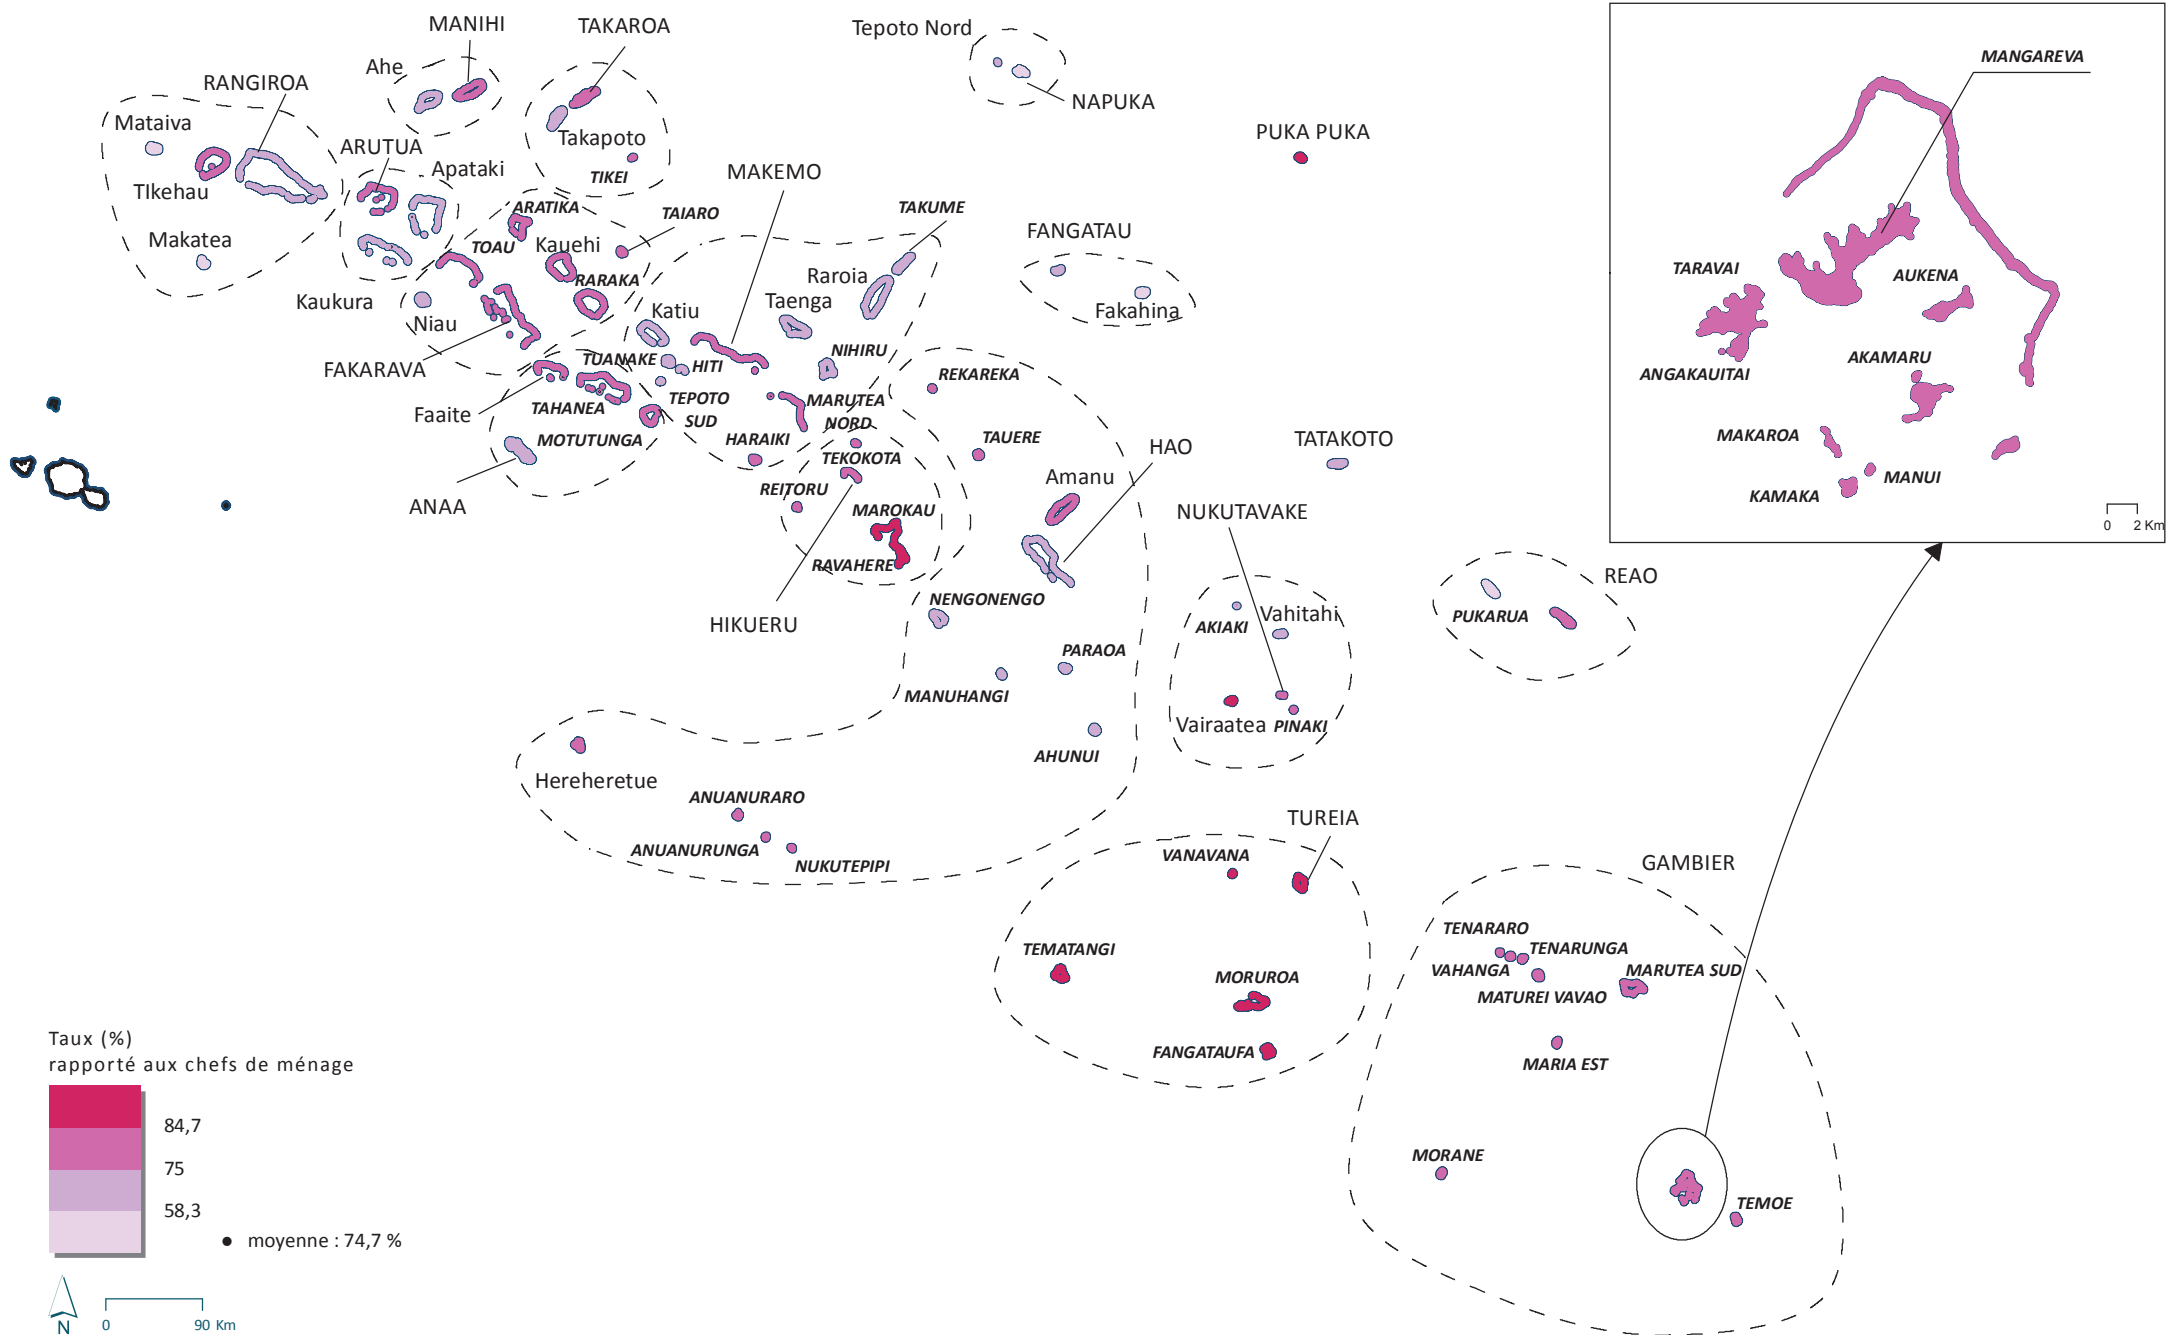 MANIHI
TAKAROA
Tepoto Nord
MANGAREVA
Ahe
RANGIROA
NAPUKA
Mataiva
ARUTUA
Takapoto
PUKA PUKA
Apataki
MAKEMO
TIKEI
TIkehau
ARATIKA
TAIARO
TAKUME
Makatea
TOAU
Kauehi
FANGATAU
TARAVAI
AUKENA
RARAKA
Raroia
Kaukura
Katiu
Taenga
Fakahina
Niau
AKAMARU
FAKARAVA
TUANAKE
HITI
NIHIRU
REKAREKA
ANGAKAUITAI
Faaite
TAHANEA
TEPOTO
SUD
MARUTEA
NORD
MOTUTUNGA
HARAIKI
TAUERE
TATAKOTO
MAKAROA
TEKOKOTA
HAO
Amanu
MANUI
REITORU
KAMAKA
ANAA
MAROKAU
NUKUTAVAKE
0 2 Km
RAVAHERE
REAO
NENGONENGO
Vahitahi
PUKARUA
HIKUERU
AKIAKI
PARAOA
MANUHANGI
Vairaatea
PINAKI
AHUNUI
Hereheretue
ANUANURARO
TUREIA
ANUANURUNGA
NUKUTEPIPI
VANAVANA
GAMBIER
TENARARO
TEMATANGI
TENARUNGA
MORUROA
VAHANGA
MARUTEA SUD
MATUREI VAVAO
FANGATAUFA
MARIA EST
MORANE
TEMOE
Taux (%)
rapporté aux chefs de ménage
84,7
75
58,3
moyenne : 74,7 %
N
0 90 Km